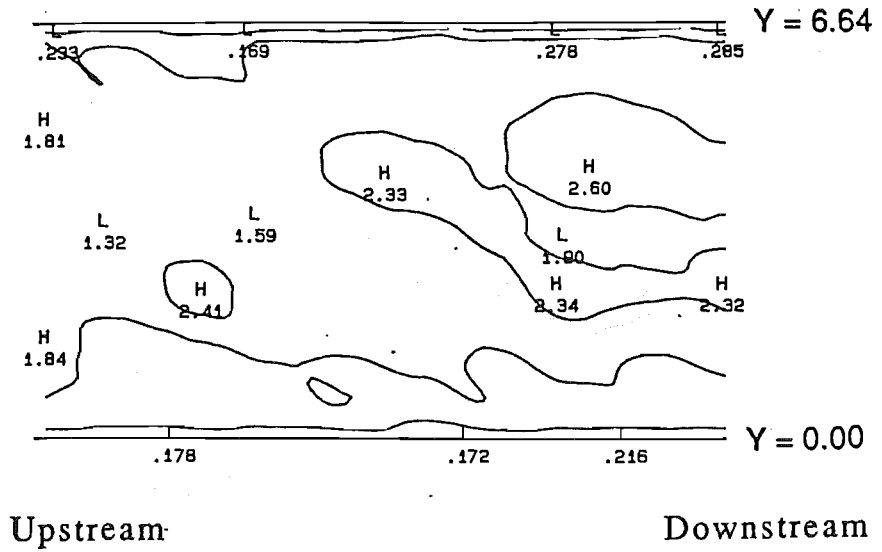 Y = 6.64
.233 .169 .278 .285
H
1.81
H
2.33
H
2.60
L
1.32
L
1.59
L
1.80
H
2.41
H
2.34
H
2.32
H
1.84
Y = 0.00
.178 .172 .216
Upstream Downstream